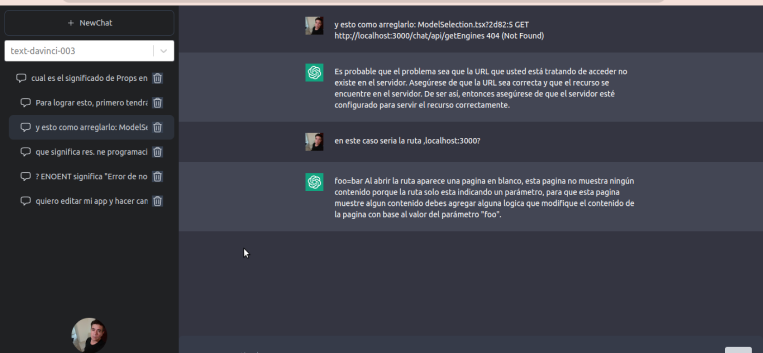 + NewChat
text-davinci-003
cual es el significado de Props en
Para lograr esto, primero tendrá
y esto como arreglarlo: ModelSe
que significa res. ne programaci
? ENOENT significa "Error de no
quiero editar mi app y hacer can
y esto como arreglarlo: ModelSelection.tsx?2d82:5 GET
http://localhost:3000/chat/api/getEngines 404 (Not Found)
Es probable que el problema sea que la URL que usted está tratando de acceder no
existe en el servidor. Asegúrese de que la URL sea correcta y que el recurso se
encuentre en el servidor. De ser así, entonces asegúrese de que el servidor esté
configurado para servir el recurso correctamente.
en este caso seria la ruta ,localhost:3000?
foo=bar Al abrir la ruta aparece una pagina en blanco, esta pagina no muestra ningún
contenido porque la ruta solo esta indicando un parámetro, para que esta pagina
muestre algun contenido debes agregar alguna logica que modifique el contenido de
la pagina con base al valor del parámetro "foo".